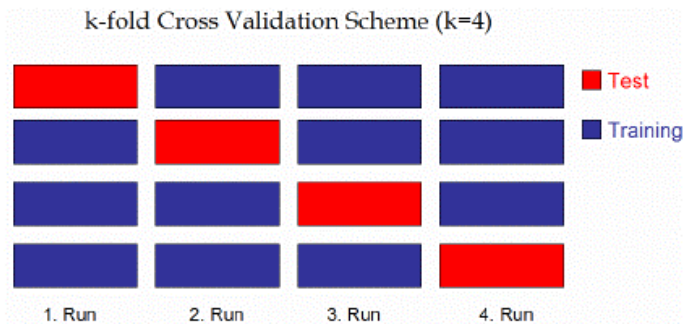 k-fold Cross Validation Scheme (k=4)
Test
Training
1. Run 2. Run 3. Run 4. Run